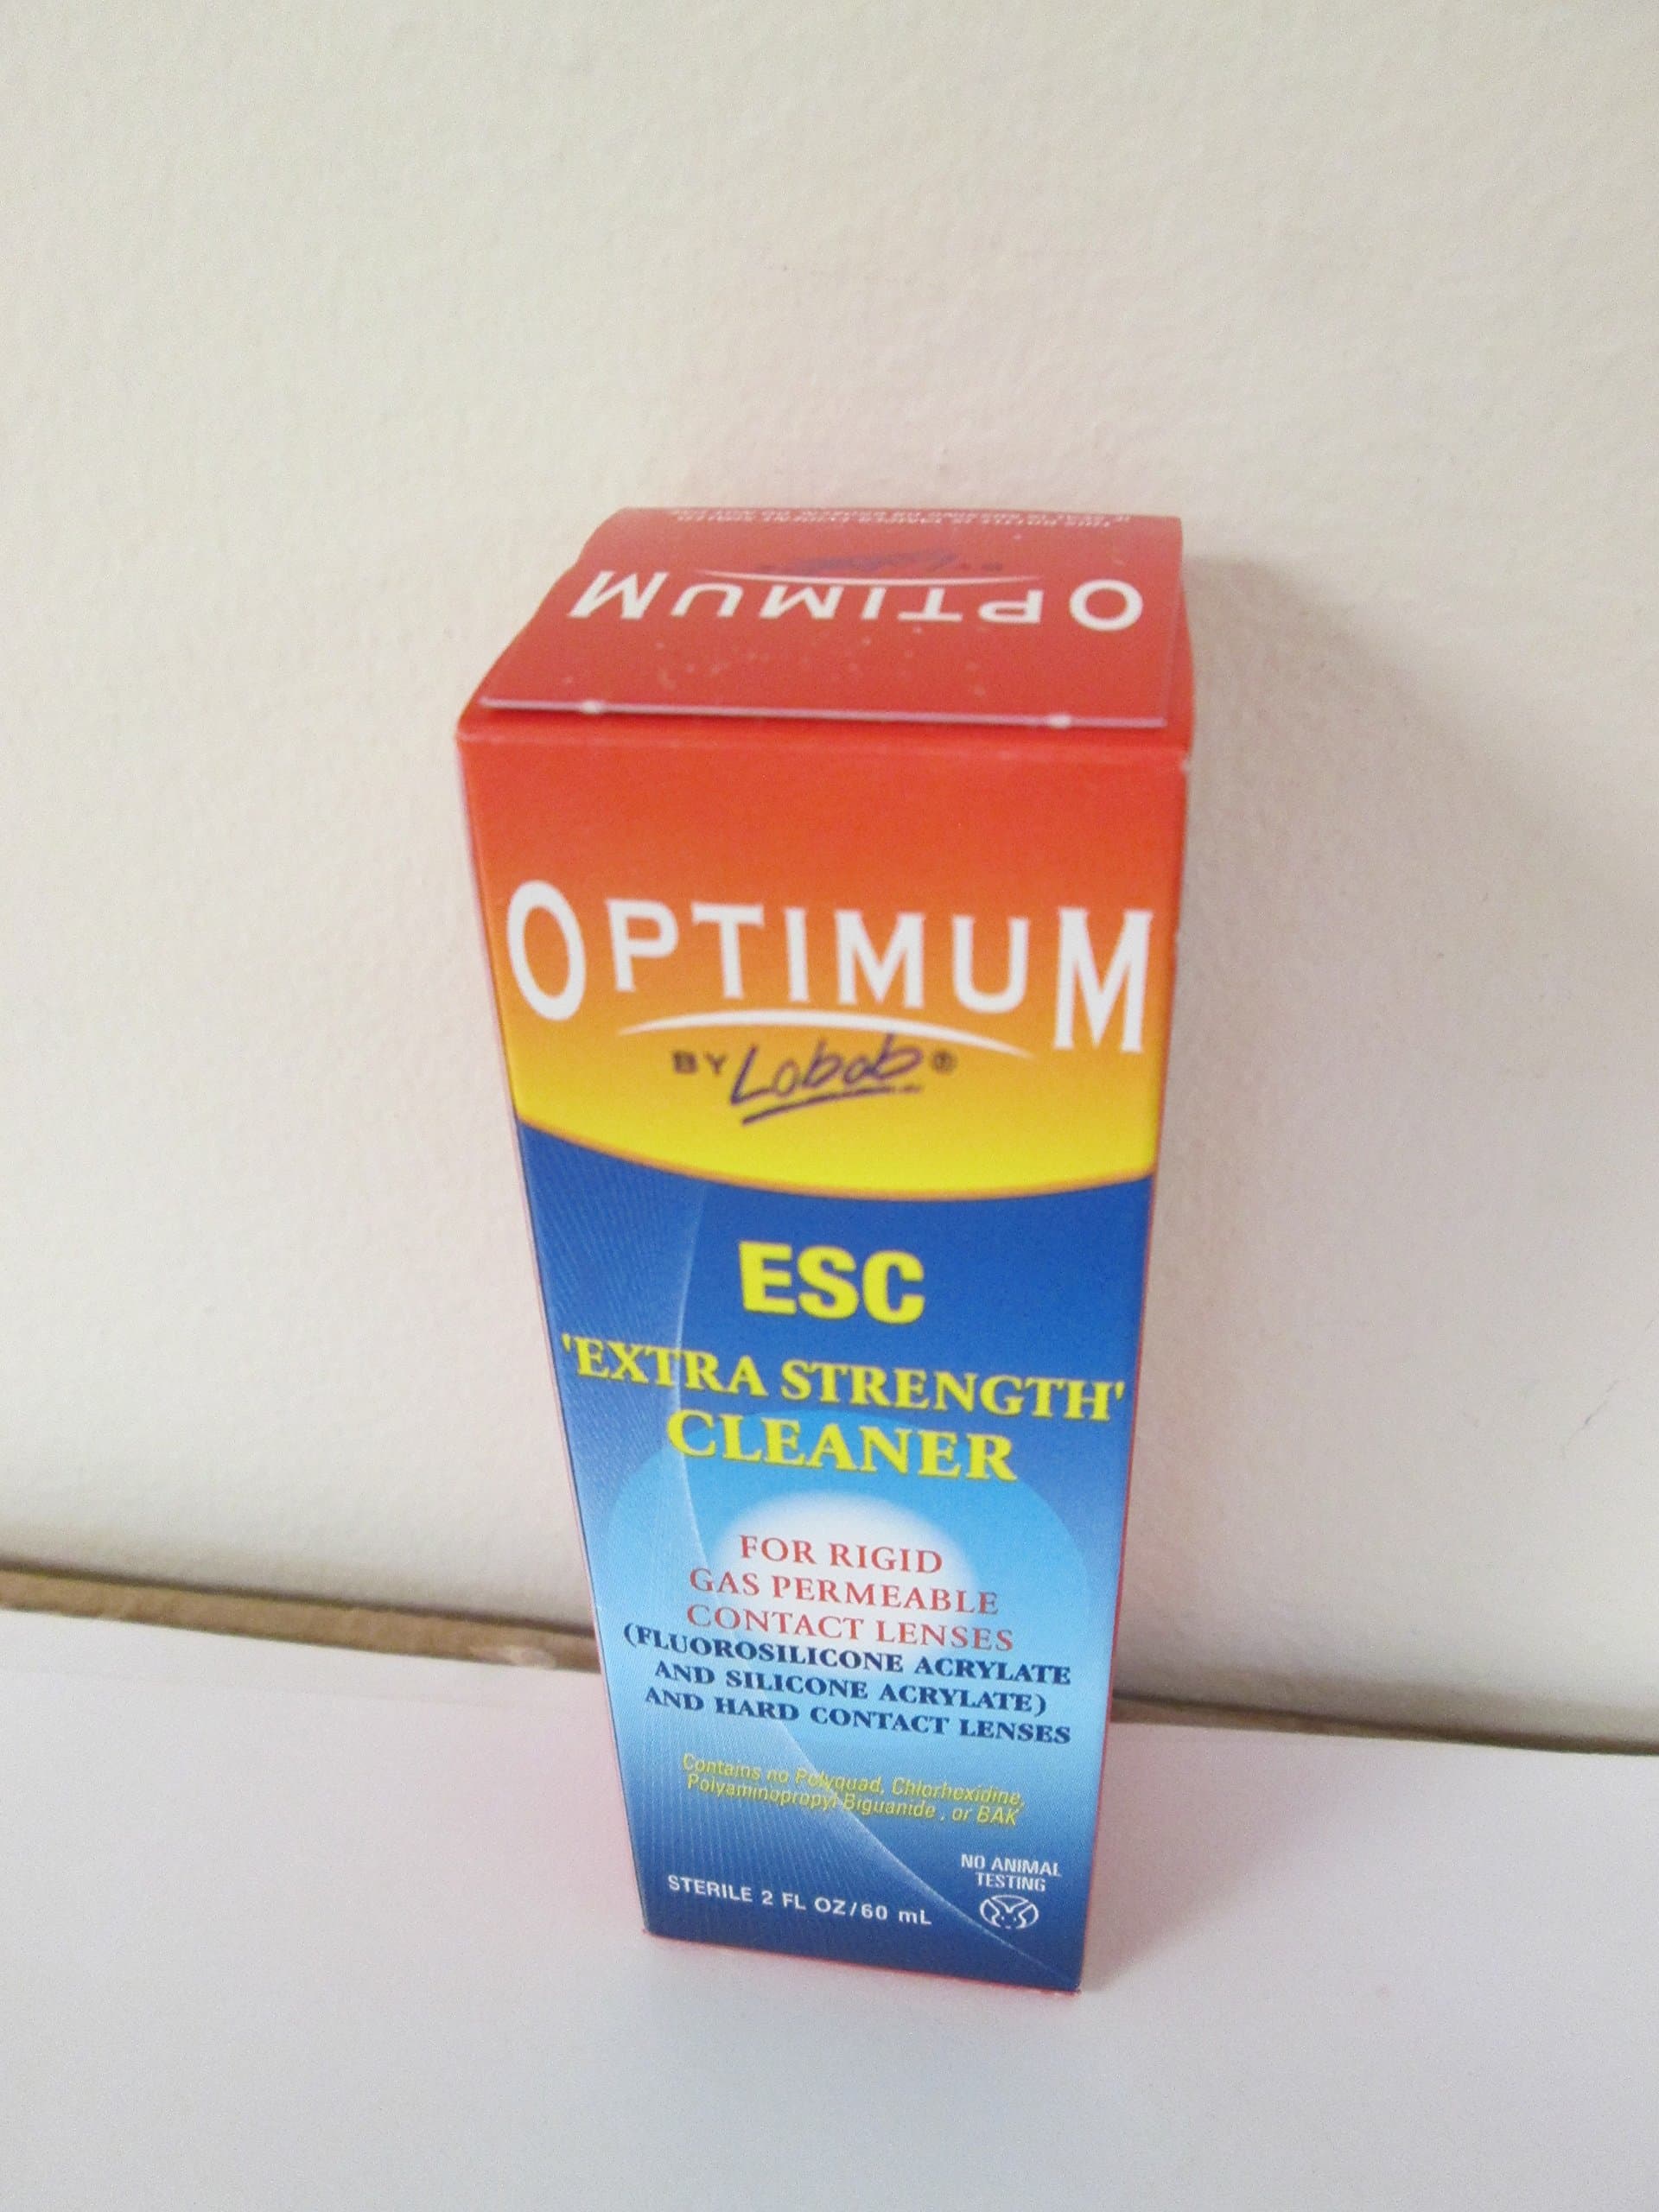 OPTIMUM
OPTIMUM
BY Lobob®
ESC
'EXTRA STRENGTH'
CLEANER
FOR RIGID
GAS PERMEABLE
CONTACT LENSES
(FLUOROSILICONE ACRYLATE
AND SILICONE ACRYLATE)
AND HARD CONTACT LENSES
Contains no Polyquad, Chlorhexidine,
Polyaminopropyl Biguanide, or BAK
NO ANIMAL
TESTING
STERILE 2 FL OZ/60 mL